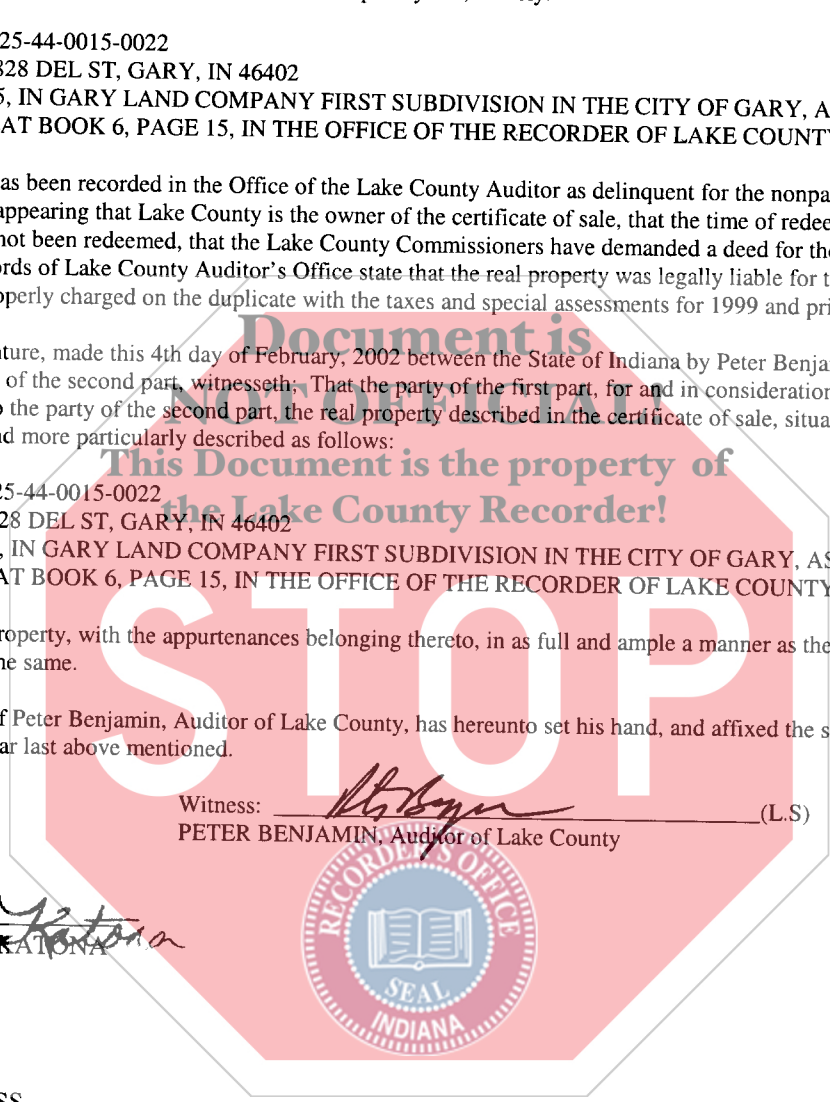 25-44-0015-0022
828 DEL ST, GARY, IN 46402
5, IN GARY LAND COMPANY FIRST SUBDIVISION IN THE CITY OF GARY, A
AT BOOK 6, PAGE 15, IN THE OFFICE OF THE RECORDER OF LAKE COUNTY
as been recorded in the Office of the Lake County Auditor as delinquent for the nonpa
appearing that Lake County is the owner of the certificate of sale, that the time of redee
not been redeemed, that the Lake County Commissioners have demanded a deed for the
rds of Lake County Auditor's Office state that the real property was legally liable for t
operly charged on the duplicate with the taxes and special assessments for 1999 and pri
Document is
NOT OFFICIAL!
This Document is the property of
the Lake County Recorder!
STOP
ture, made this 4th day of February, 2002 between the State of Indiana by Peter Benja
of the second part, witnesseth: That the party of the first part, for and in consideration
o the party of the second part, the real property described in the certificate of sale, situa
d more particularly described as follows:
25-44-0015-0022
28 DEL ST, GARY, IN 46402
, IN GARY LAND COMPANY FIRST SUBDIVISION IN THE CITY OF GARY, AS
AT BOOK 6, PAGE 15, IN THE OFFICE OF THE RECORDER OF LAKE COUNTY
roperty, with the appurtenances belonging thereto, in as full and ample a manner as the
he same.
f Peter Benjamin, Auditor of Lake County, has hereunto set his hand, and affixed the s
ar last above mentioned.
Witness: (L.S)
PETER BENJAMIN, Auditor of Lake County
Katona
KATONA
RECORDER'S OFFICE
SEAL
INDIANA